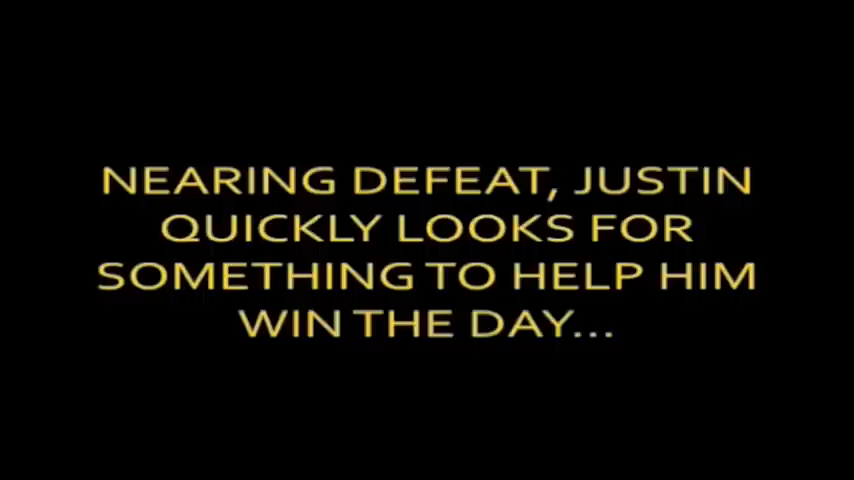 NEARING DEFEAT, JUSTIN
QUICKLY LOOKS FOR
SOMETHING TO HELP HIM
WIN THE DAY...